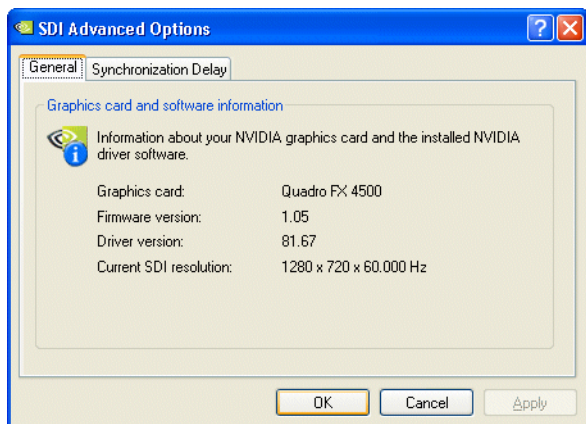 SDI Advanced Options
General Synchronization Delay
Graphics card and software information
Information about your NVIDIA graphics card and the installed NVIDIA
driver software.
Graphics card: Quadro FX 4500
Firmware version: 1.05
Driver version: 81.67
Current SDI resolution: 1280 x 720 x 60.000 Hz
OK Cancel Apply